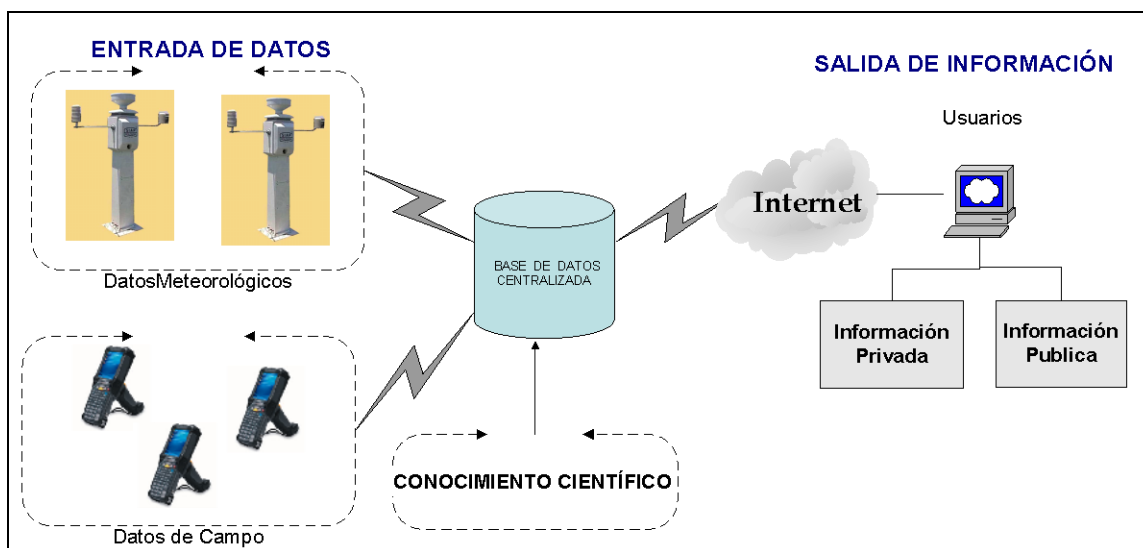 ENTRADA DE DATOS
SALIDA DE INFORMACIÓN
Usuarios
Internet
BASE DE DATOS
CENTRALIZADA
DatosMeteorológicos
Información
Privada
Información
Publica
CONOCIMIENTO CIENTÍFICO
Datos de Campo